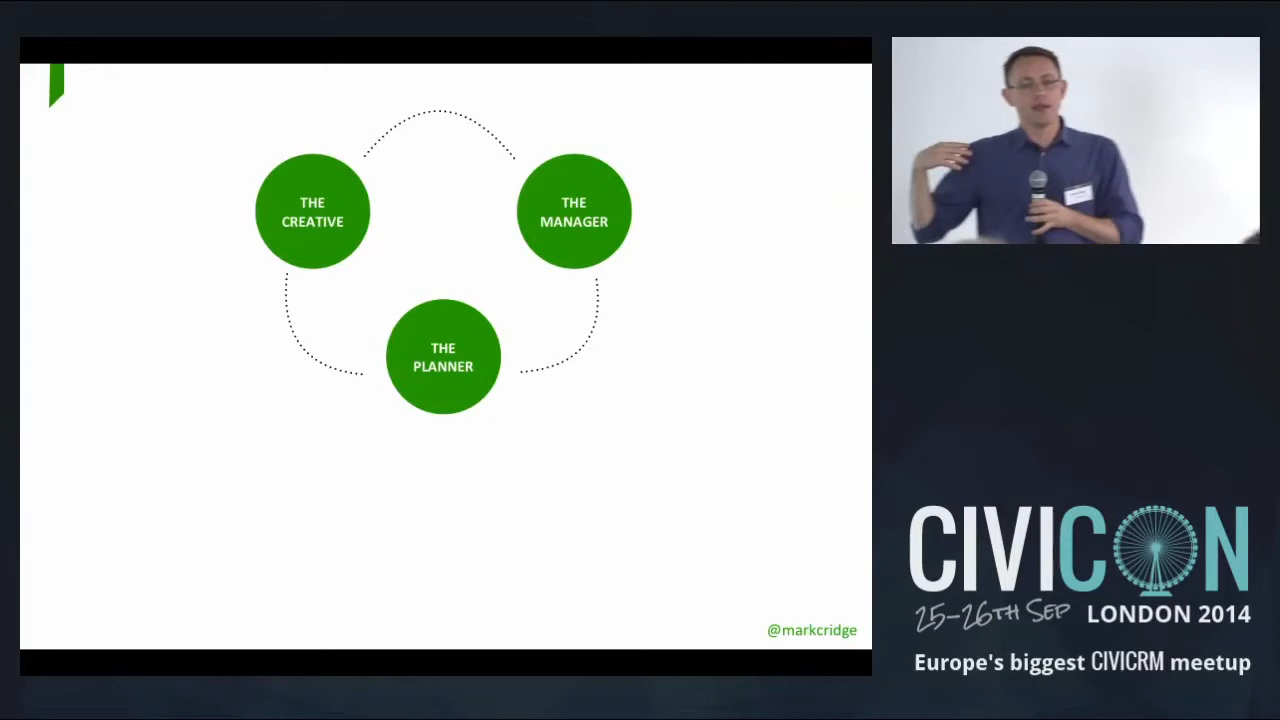 THE
CREATIVE
THE
MANAGER
THE
PLANNER
@markcridge
CIVICON
25-26TH SEP LONDON 2014
Europe's biggest CIVICRM meetup